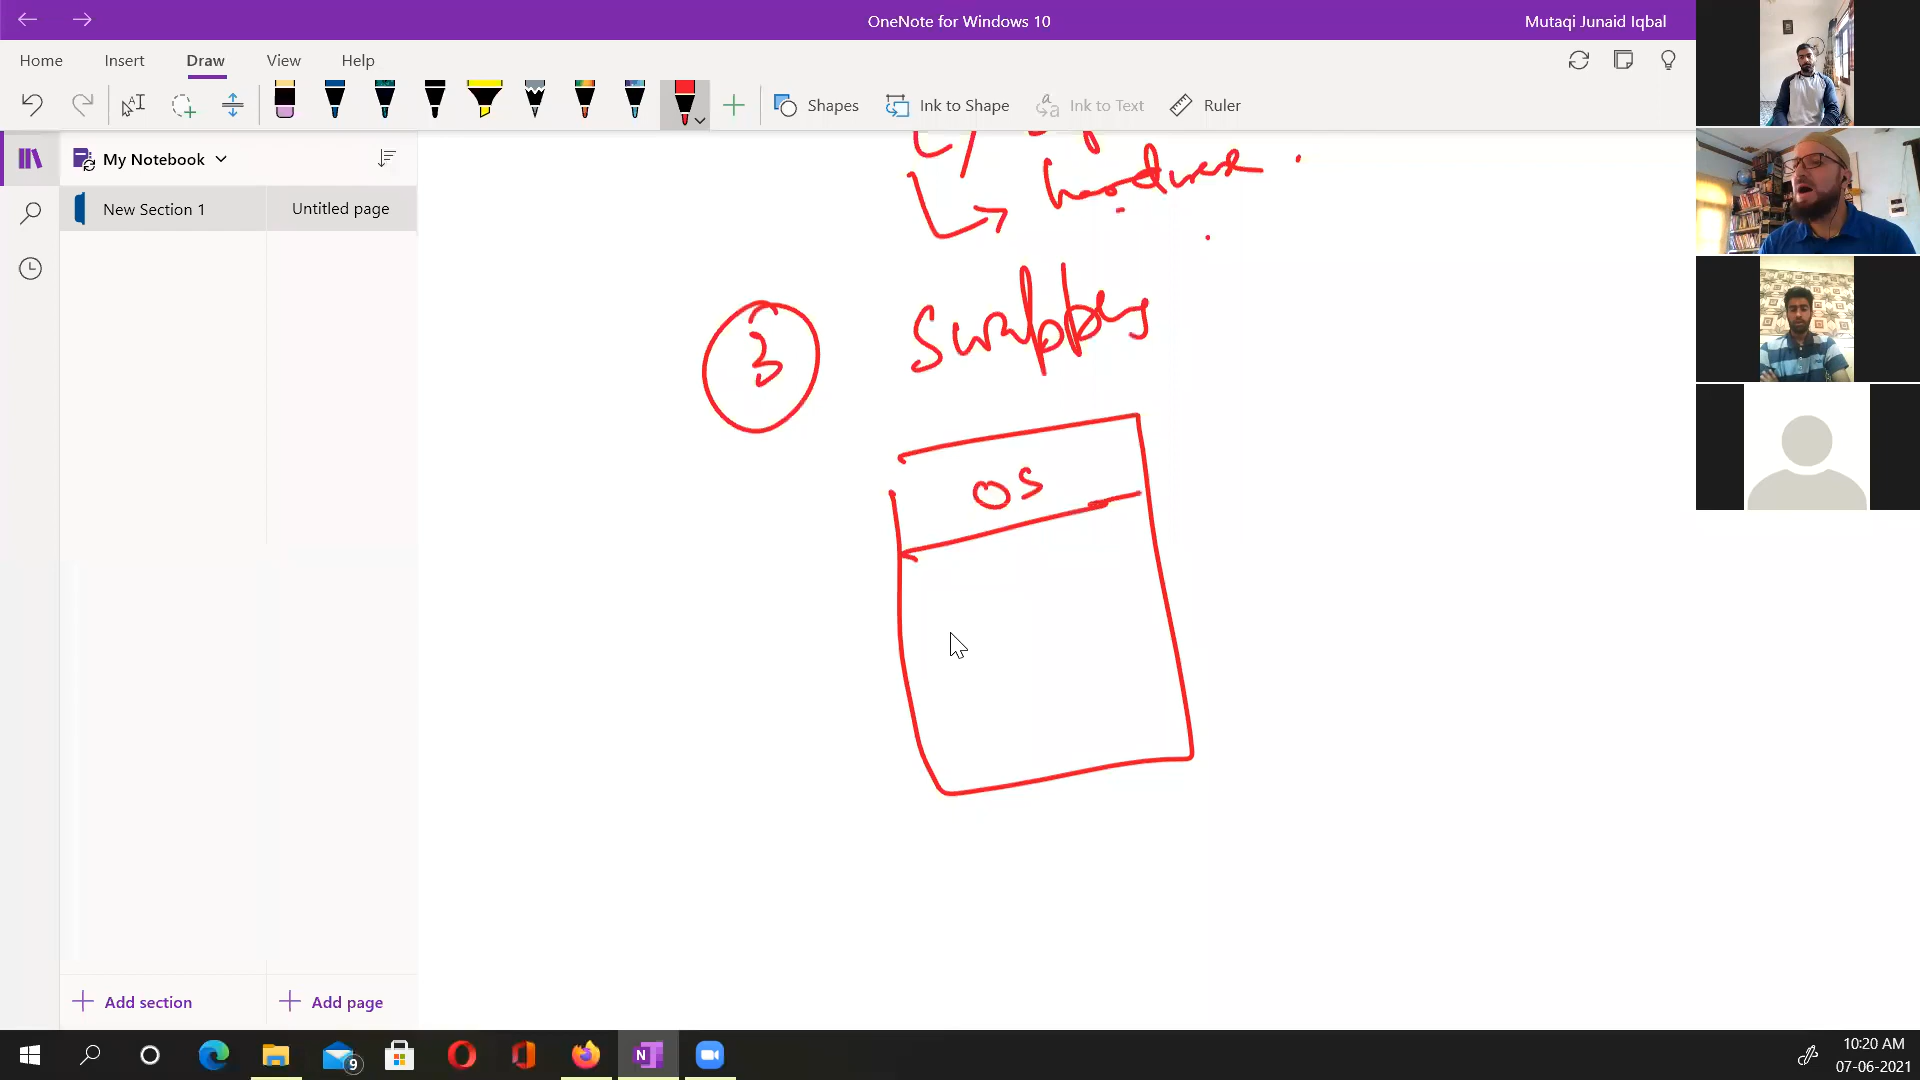 OneNote for Windows 10
Mutaqi Junaid Iqbal
Home Insert Draw View Help
Shapes Ink to Shape Ink to Text Ruler
My Notebook
New Section 1 Untitled page
hardware
3
OS
Add section Add page
9
10:20 AM
07-06-2021